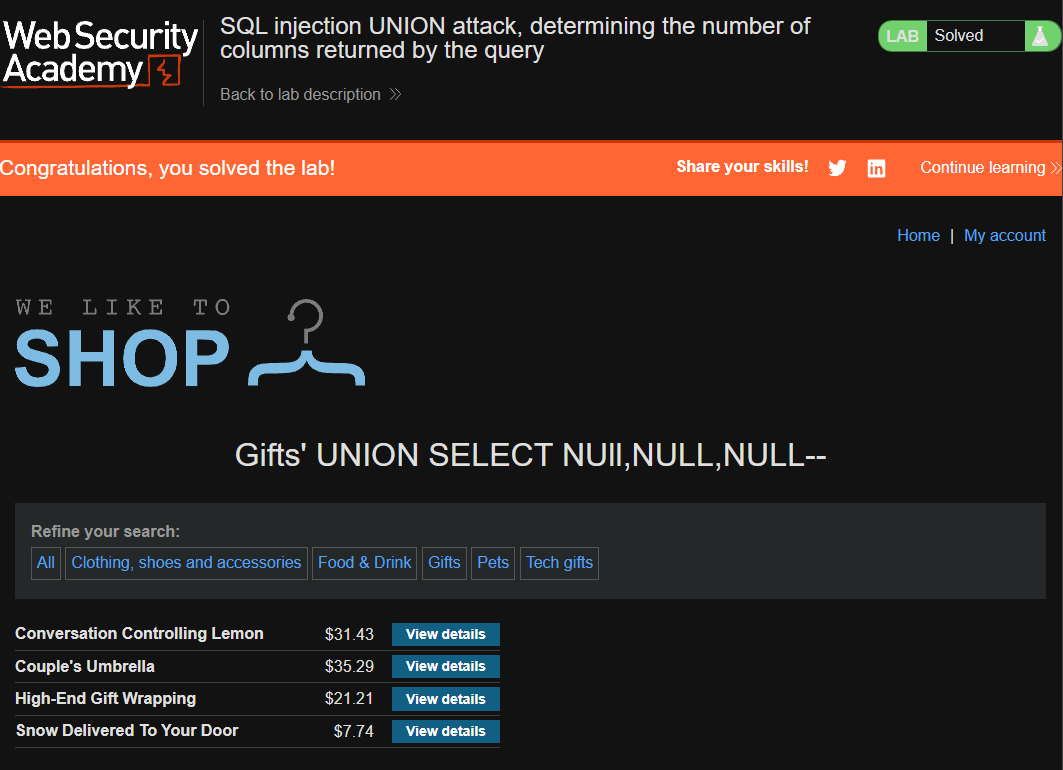 Web Security
Academy
SQL injection UNION attack, determining the number of
columns returned by the query
Back to lab description
LAB Solved
Congratulations, you solved the lab!
Share your skills!
in
Continue learning
Home | My account
WE LIKE TO
SHOP
Gifts' UNION SELECT NUll,NULL,NULL--
Refine your search:
All Clothing, shoes and accessories Food & Drink Gifts Pets Tech gifts
Conversation Controlling Lemon $31.43 View details
Couple's Umbrella $35.29 View details
High-End Gift Wrapping $21.21 View details
Snow Delivered To Your Door $7.74 View details